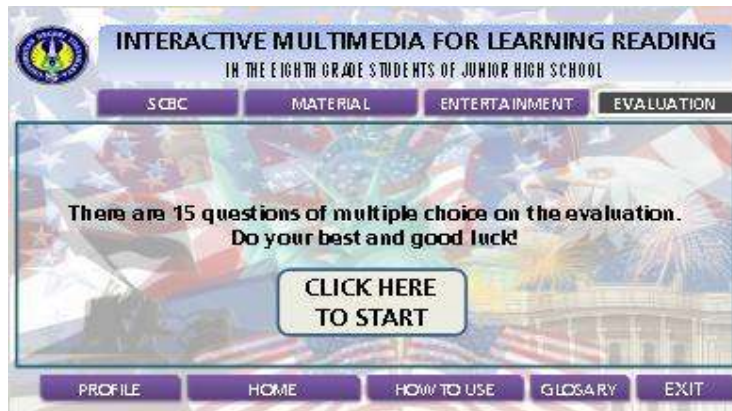 INTERACTIVE MULTIMEDIA FOR LEARNING READING
IN THE EIGHTH GRADE STUDENTS OF JUNIOR HIGH SCHOOL
SCBC MATERIAL ENTERTAINMENT EVALUATION
There are 15 questions of multiple choice on the evaluation.
Do your best and good luck!
CLICK HERE
TO START
PROFILE HOME HOW TO USE GLOSARY EXIT